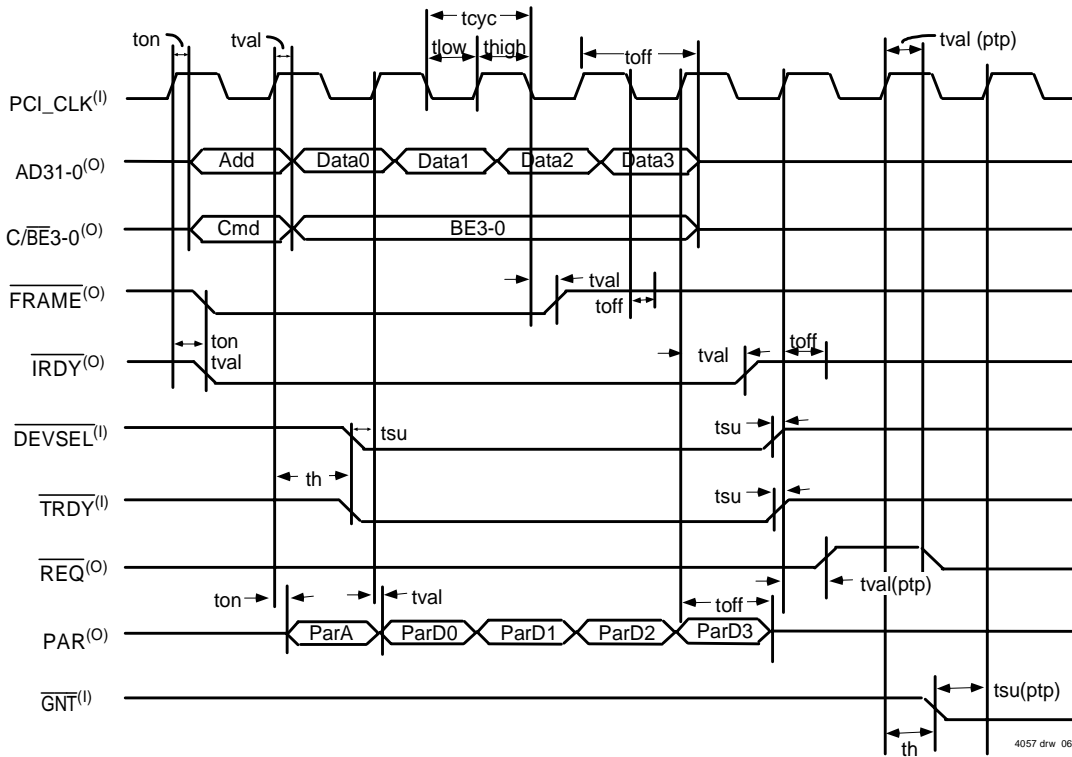 tcyc
ton
tval
tlow
thigh
toff
tval (ptp)
PCI_CLK(I)
AD31-0(O)
Add
Data0
Data1
Data2
Data3
C/BE3-0(O)
Cmd
BE3-0
FRAME(O)
tval
toff
ton
tval
IRDY(O)
tval
toff
DEVSEL(I)
tsu
tsu
th
TRDY(I)
tsu
REQ(O)
tval(ptp)
ton
tval
toff
PAR(O)
ParA
ParD0
ParD1
ParD2
ParD3
GNT(I)
tsu(ptp)
th
4057 drw 06